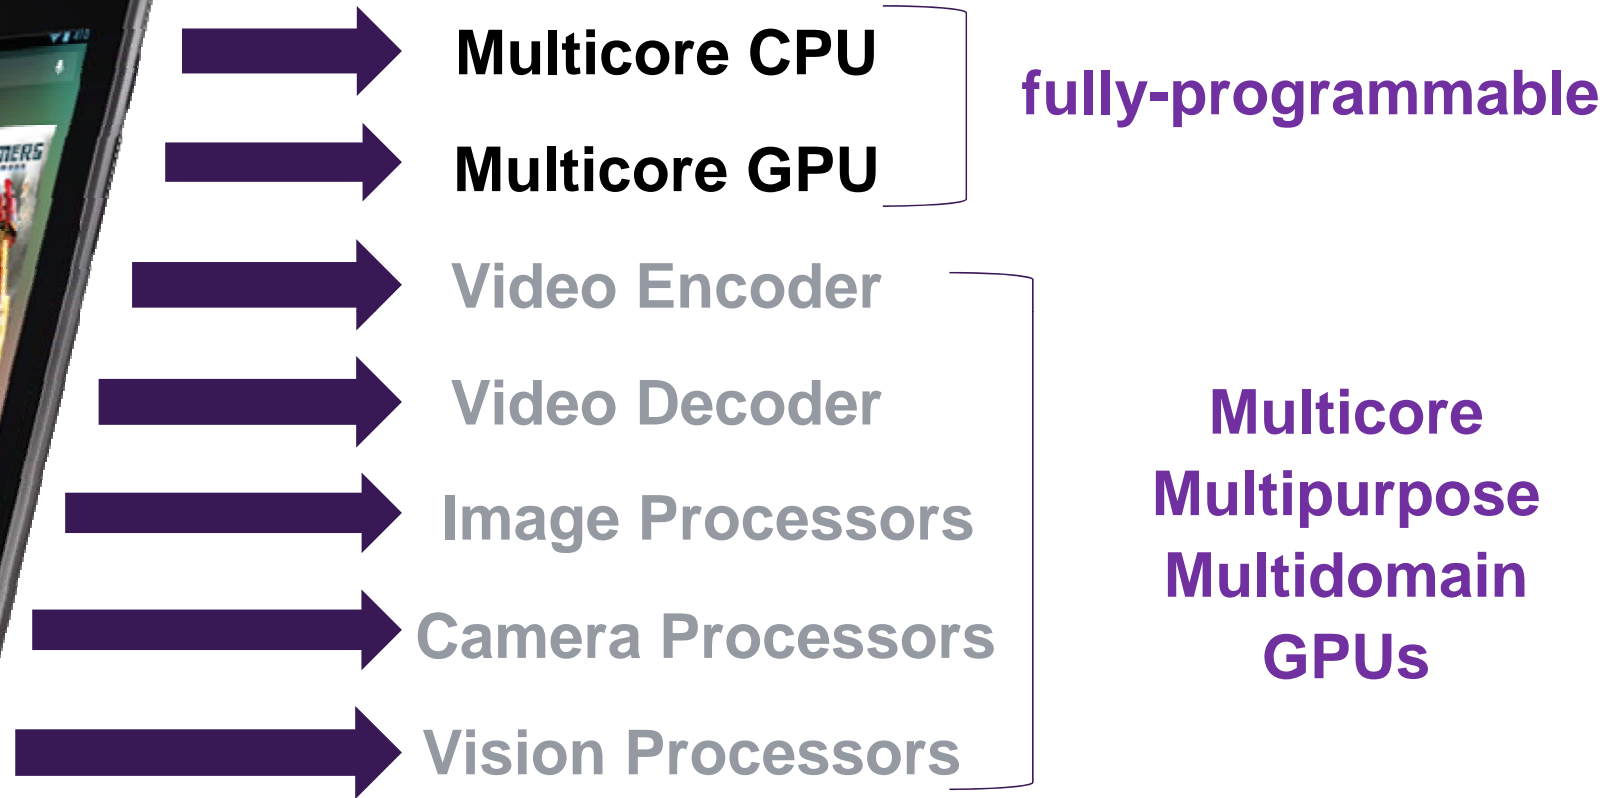 Multicore CPU
fully-programmable
Multicore GPU
Video Encoder
Video Decoder
Image Processors
Camera Processors
Vision Processors
Multicore
Multipurpose
Multidomain
GPUs